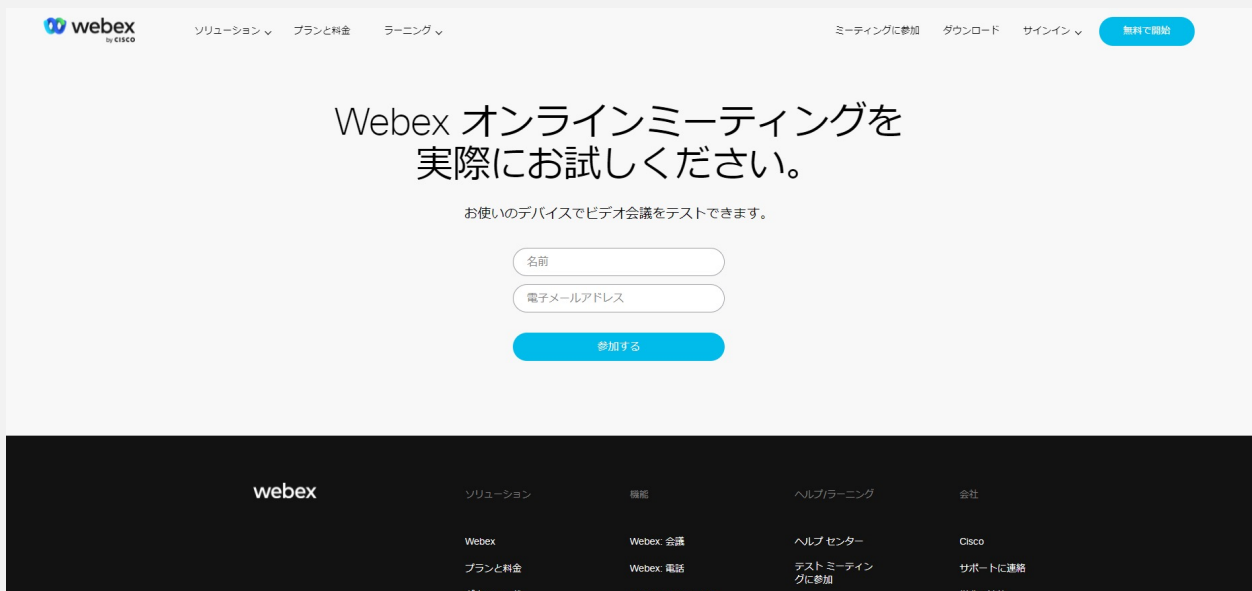 webex
by CISCO
ソリューション
プランと料金
ラーニング
ミーティングに参加
ダウンロード
サインイン
無料で開始
Webex オンラインミーティングを
実際にお試しください。
お使いのデバイスでビデオ会議をテストできます。
名前
電子メールアドレス
参加する
webex
ソリューション
機能
ヘルプ/ラーニング
会社
Webex
Webex: 会議
ヘルプ センター
Cisco
プランと料金
Webex: 電話
テスト ミーティン
グに参加
サポートに連絡